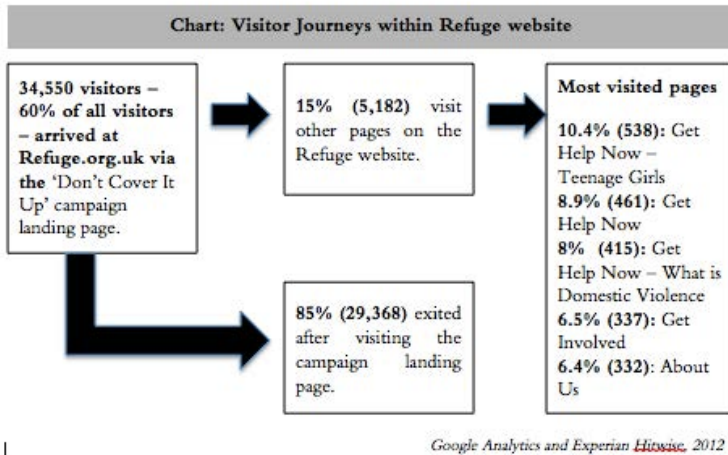 Chart: Visitor Journeys within Refuge website
34,550 visitors –
60% of all visitors
– arrived at
Refuge.org.uk via
the ‘Don’t Cover It
Up’ campaign
landing page.
15% (5,182) visit
other pages on the
Refuge website.
85% (29,368) exited
after visiting the
campaign landing
page.
Most visited pages
10.4% (538): Get
Help Now –
Teenage Girls
8.9% (461): Get
Help Now
8% (415): Get
Help Now – What is
Domestic Violence
6.5% (337): Get
Involved
6.4% (332): About
Us
Google Analytics and Experian Hitwise, 2012